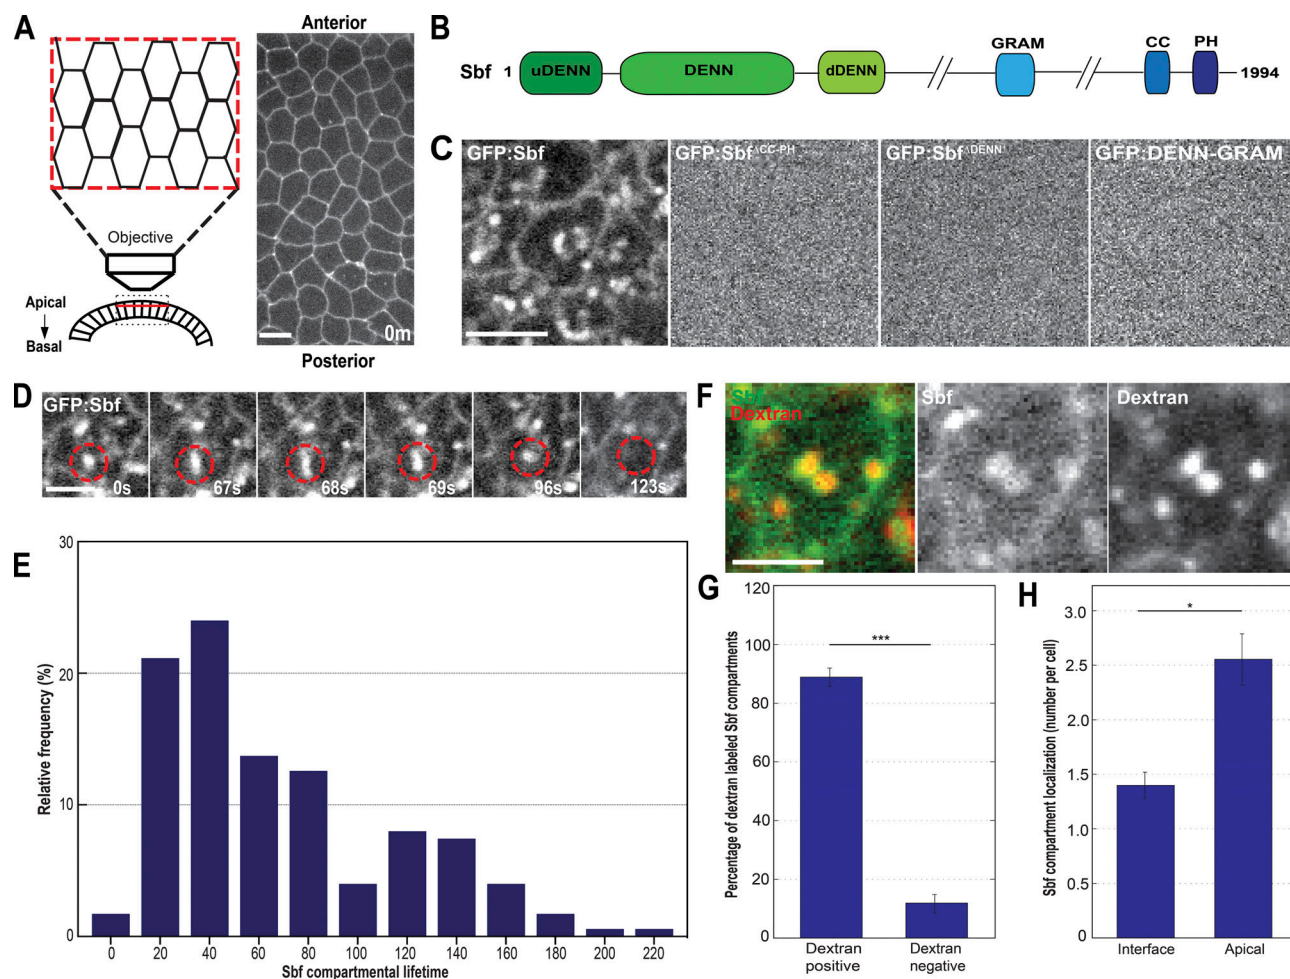 A
Anterior
Objective
Apical
Basal
0m
Posterior
B
Sbf 1 uDENN DENN dDENN GRAM CC PH 1994
C
GFP:Sbf GFP:Sbf ΔCC-PH GFP:Sbf ΔDENN GFP:DENN-GRAM
D
GFP:Sbf
0s 67s 68s 69s 96s 123s
E
Relative frequency (%)
30
20
10
0
0 20 40 60 80 100 120 140 160 180 200 220
Sbf compartmental lifetime
F
Sbf
Dextran
Sbf
Dextran
G
Percentage of dextran labeled Sbf compartments
120
100
80
60
40
20
0
***
Dextran positive
Dextran negative
H
Sbf compartment localization (number per cell)
3.0
2.5
2.0
1.5
1.0
0.5
0
*
Interface Apical